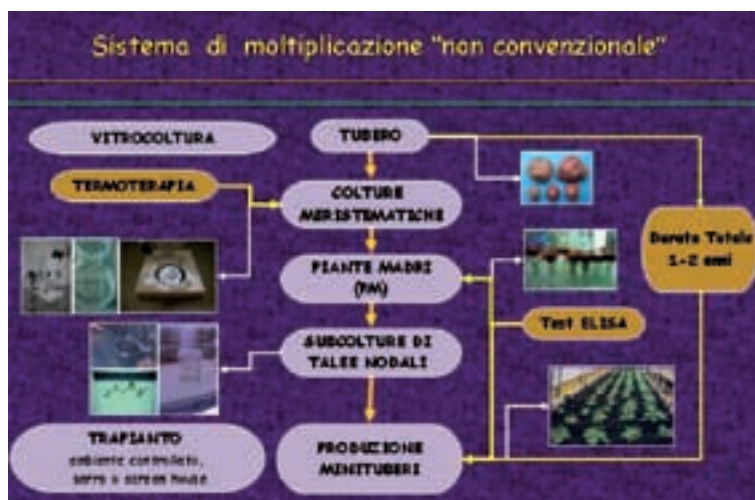 Sistema di moltiplicazione "non convenzionale"
VITROCOLTURA
TUBERO
TERMOTERAPIA
COLTURE
MERISTEMATICHE
Durata Totale
1-2 anni
PIANTE MADRI
(PM)
Test ELISA
SUBCOLTURE DI
TALEE NODALI
TRAPIANTO
ambiente controllato,
serra o screen house
PRODUZIONE
MINITUBERI